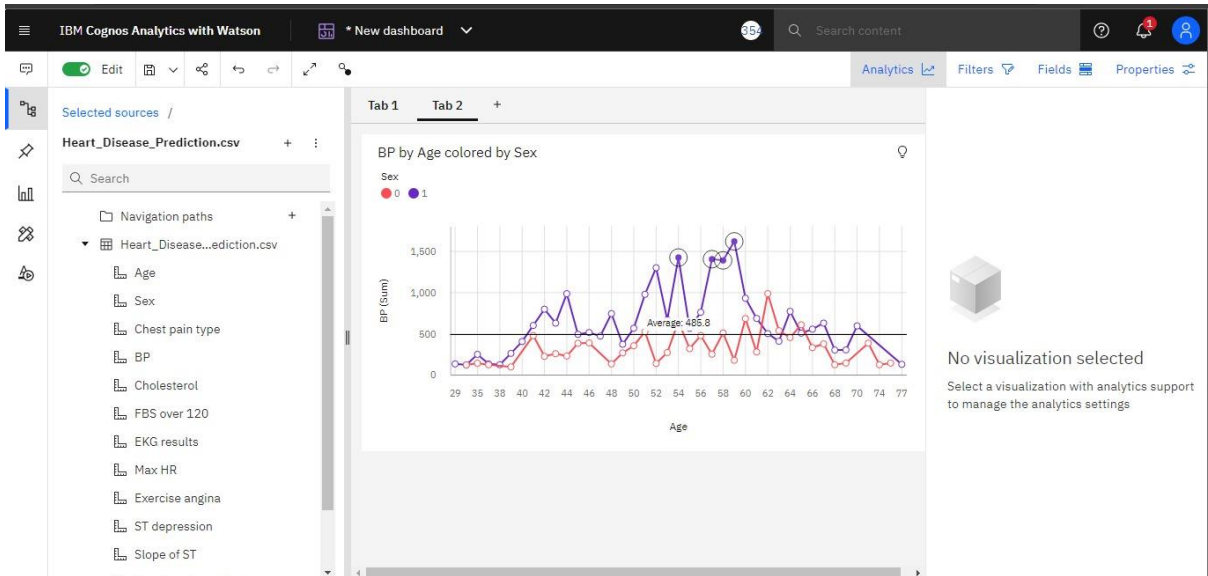 IBM Cognos Analytics with Watson
* New dashboard
354
Search content
1
Edit
Analytics
Filters
Fields
Properties
Selected sources /
Heart_Disease_Prediction.csv
Search
Navigation paths
Heart_Disease...ediction.csv
Age
Sex
Chest pain type
BP
Cholesterol
FBS over 120
EKG results
Max HR
Exercise angina
ST depression
Slope of ST
Tab 1 Tab 2 +
BP by Age colored by Sex
Sex
0 1
BP (Sum)
1,500
1,000
500
0
Average: 485.8
29 35 38 40 42 44 46 48 50 52 54 56 58 60 62 64 66 68 70 74 77
Age
No visualization selected
Select a visualization with analytics support
to manage the analytics settings